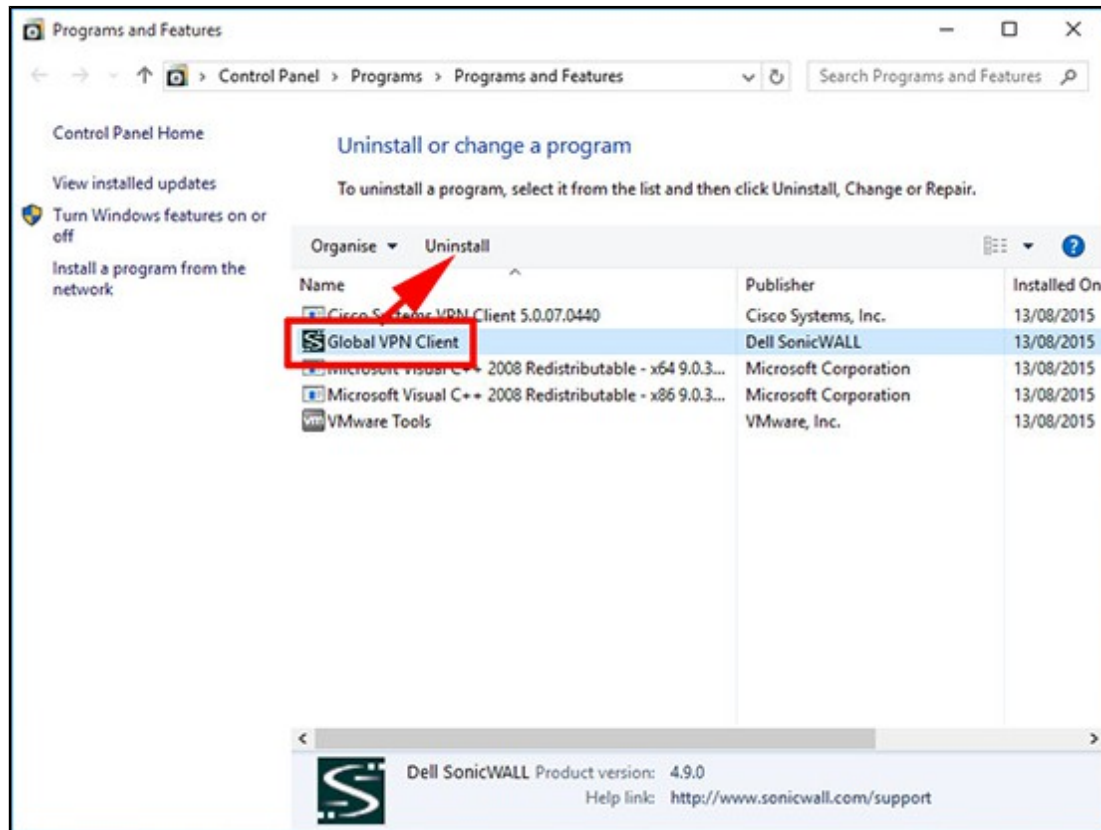 Programs and Features
Control Panel > Programs > Programs and Features
Search Programs and Features
Control Panel Home
View installed updates
Turn Windows features on or
off
Install a program from the
network
Uninstall or change a program
To uninstall a program, select it from the list and then click Uninstall, Change or Repair.
Organise Uninstall
Name Publisher Installed On
Cisco Systems VPN Client 5.0.07.0440 Cisco Systems, Inc. 13/08/2015
Global VPN Client Dell SonicWALL 13/08/2015
Microsoft Visual C++ 2008 Redistributable - x64 9.0.3... Microsoft Corporation 13/08/2015
Microsoft Visual C++ 2008 Redistributable - x86 9.0.3... Microsoft Corporation 13/08/2015
VMware Tools VMware, Inc. 13/08/2015
Dell SonicWALL Product version: 4.9.0
Help link: http://www.sonicwall.com/support